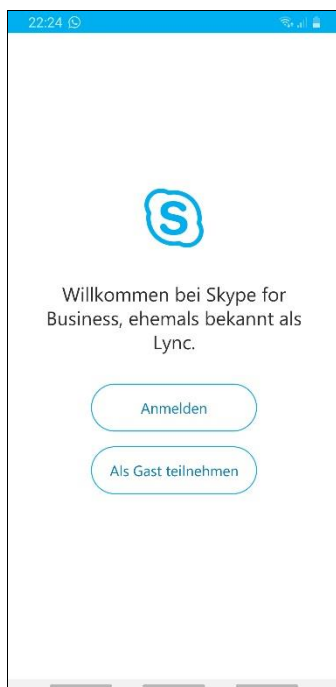 22:24
S
Willkommen bei Skype for
Business, ehemals bekannt als
Lync.
Anmelden
Als Gast teilnehmen